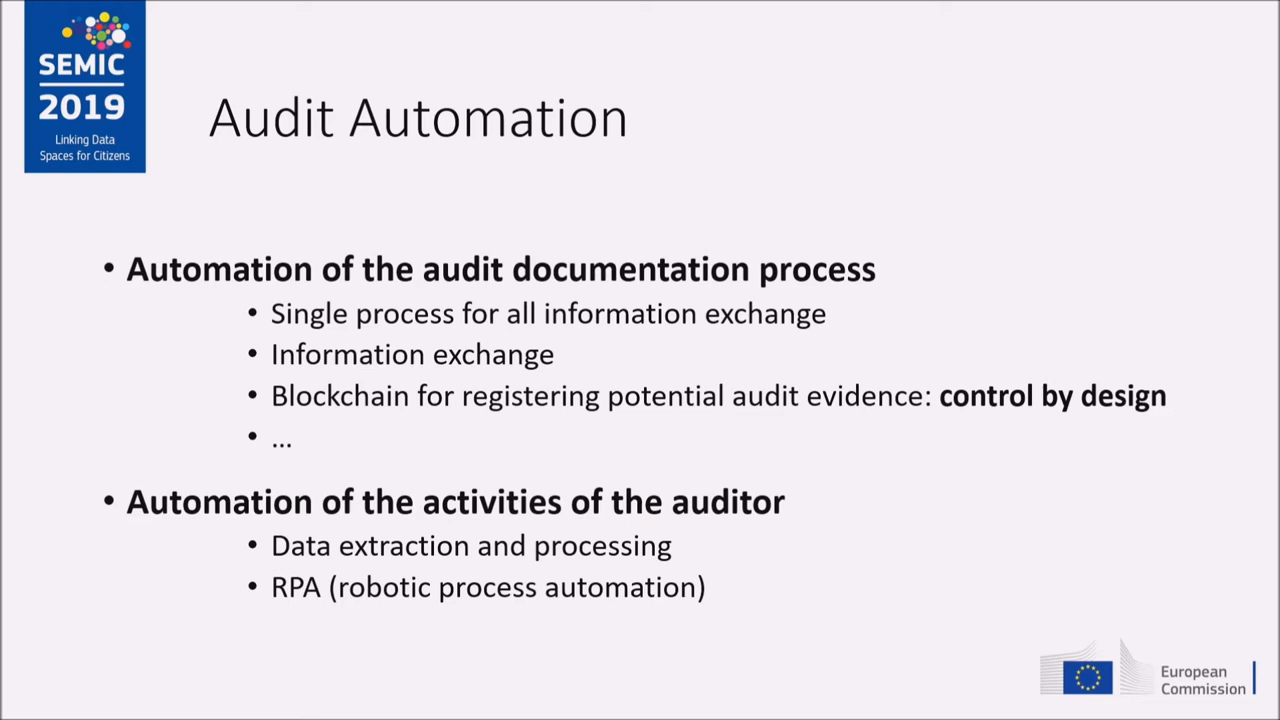 SEMIC
2019
Linking Data
Spaces for Citizens
Audit Automation
• Automation of the audit documentation process
• Single process for all information exchange
• Information exchange
• Blockchain for registering potential audit evidence: control by design
• ...
• Automation of the activities of the auditor
• Data extraction and processing
• RPA (robotic process automation)
European
Commission